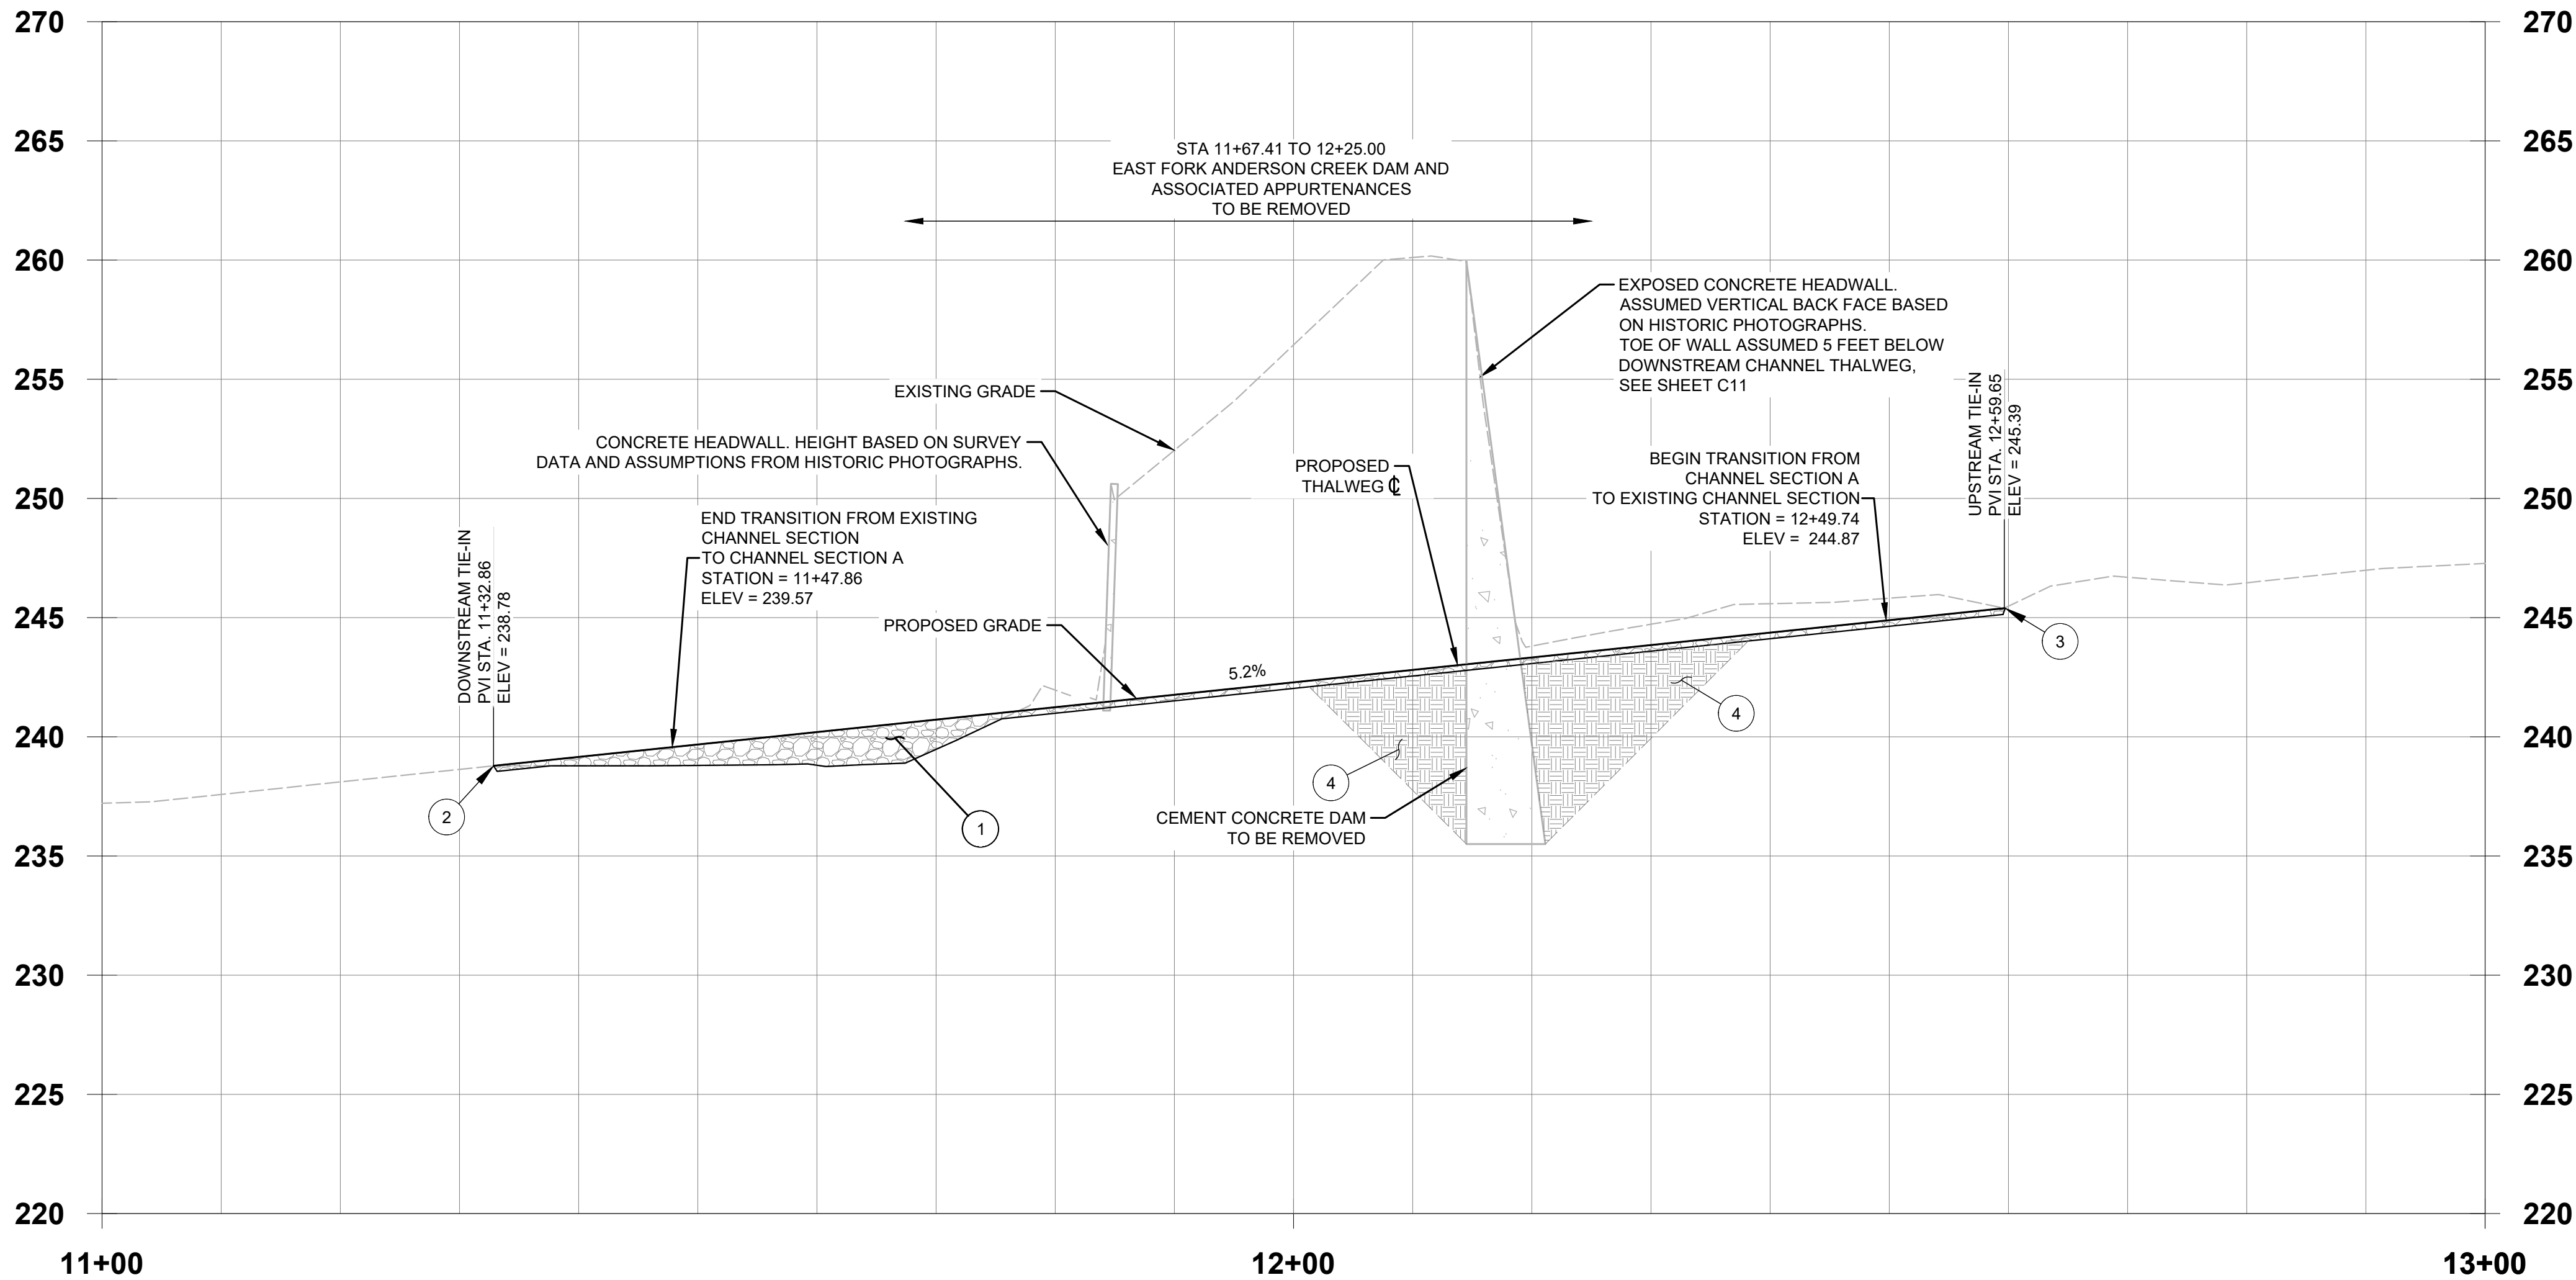 270
270
265
265
STA 11+67.41 TO 12+25.00
EAST FORK ANDERSON CREEK DAM AND
ASSOCIATED APPURTENANCES
TO BE REMOVED
260
260
EXPOSED CONCRETE HEADWALL.
ASSUMED VERTICAL BACK FACE BASED
ON HISTORIC PHOTOGRAPHS.
TOE OF WALL ASSUMED 5 FEET BELOW
DOWNSTREAM CHANNEL THALWEG,
SEE SHEET C11
255
255
EXISTING GRADE
CONCRETE HEADWALL. HEIGHT BASED ON SURVEY
DATA AND ASSUMPTIONS FROM HISTORIC PHOTOGRAPHS.
PROPOSED
THALWEG ℄
BEGIN TRANSITION FROM
CHANNEL SECTION A
TO EXISTING CHANNEL SECTION
STATION = 12+49.74
ELEV = 244.87
UPSTREAM TIE-IN
PVI STA. 12+59.65
ELEV = 245.39
250
250
END TRANSITION FROM EXISTING
CHANNEL SECTION
TO CHANNEL SECTION A
STATION = 11+47.86
ELEV = 239.57
DOWNSTREAM TIE-IN
PVI STA. 11+32.86
ELEV = 238.78
245
245
PROPOSED GRADE
5.2%
3
4
240
240
4
2
1
CEMENT CONCRETE DAM
TO BE REMOVED
235
235
230
230
225
225
220
220
11+00
12+00
13+00